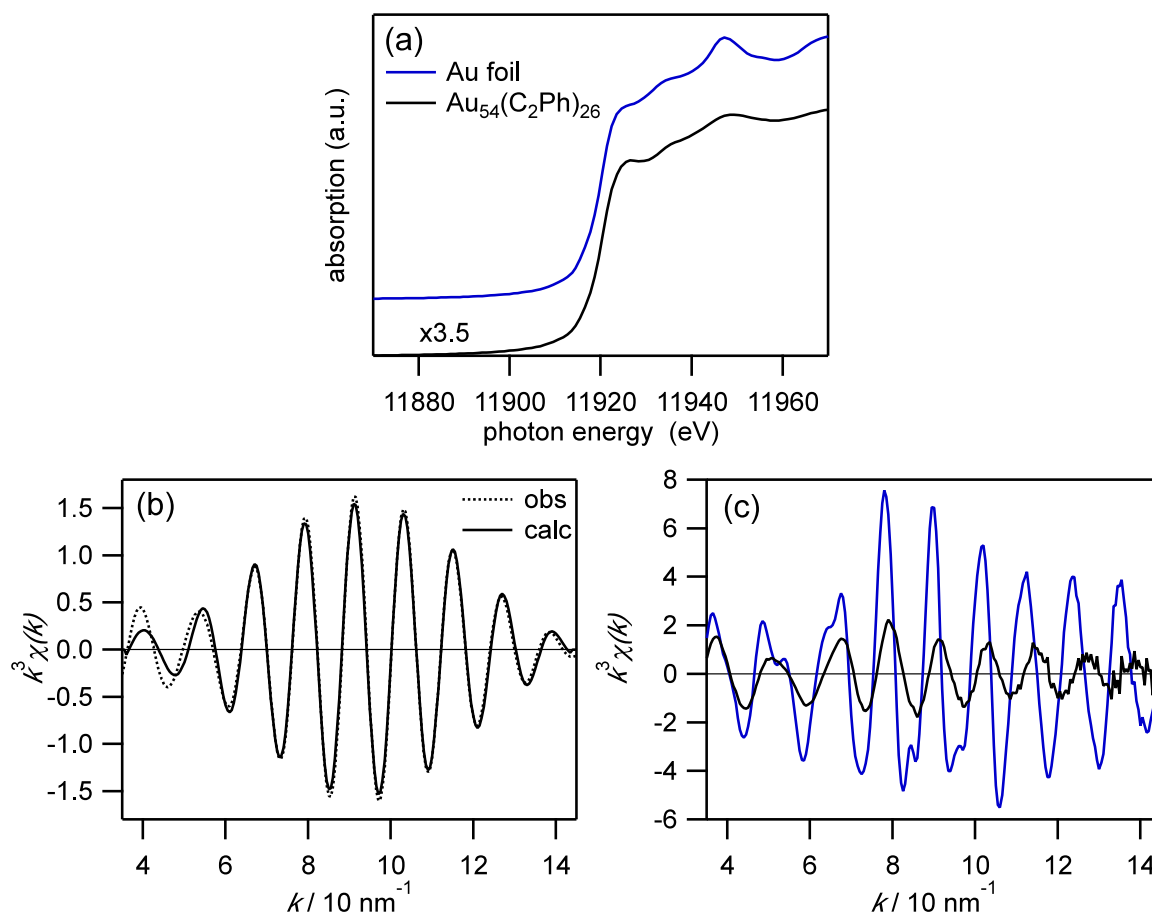 (a)
Au foil
Au54(C2Ph)26
x3.5
absorption (a.u.)
11880 11900 11920 11940 11960
photon energy (eV)
(b)
obs
calc
1.5
1.0
0.5
0.0
-0.5
-1.0
-1.5
k³ χ(k)
4 6 8 10 12 14
k / 10 nm⁻¹
(c)
8
6
4
2
0
-2
-4
-6
k³ χ(k)
4 6 8 10 12 14
k / 10 nm⁻¹